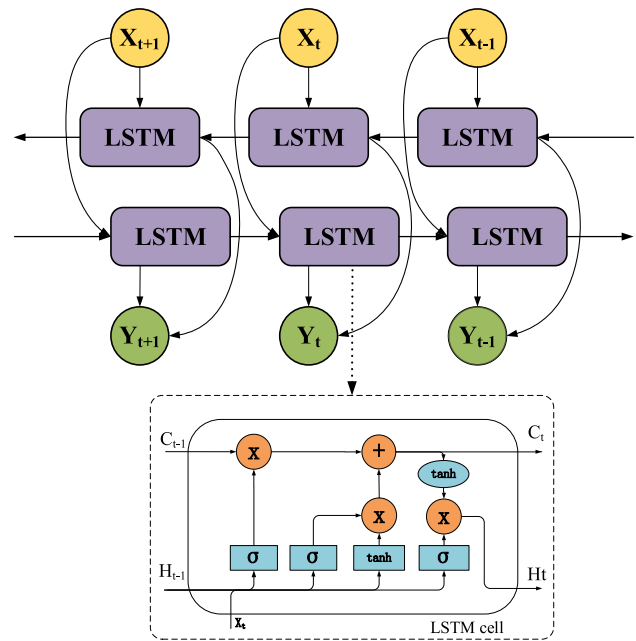 Xt+1 Xt Xt-1
LSTM LSTM LSTM
LSTM LSTM LSTM
Yt+1 Yt Yt-1
Ct-1 x + Ct
tanh
x x
σ σ tanh σ
Ht-1 Ht
Xt
LSTM cell